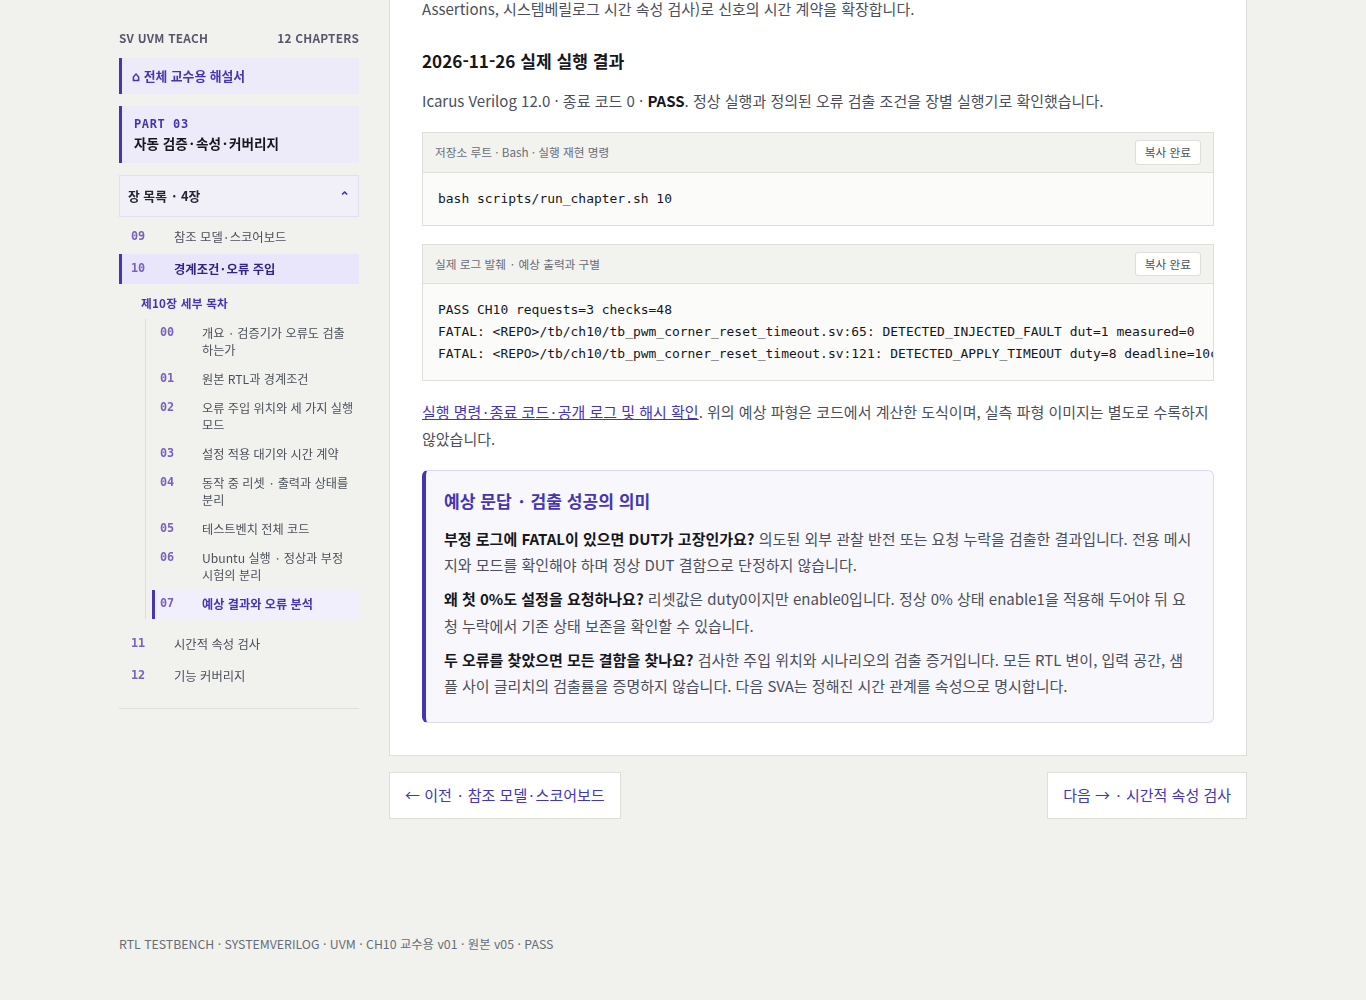 SV UVM TEACH
12 CHAPTERS
⌂ 전체 교수용 해설서
PART 03
자동 검증·속성·커버리지
장 목록 · 4장
09 참조 모델·스코어보드
10 경계조건·오류 주입
제10장 세부 목차
00 개요 · 검증기가 오류도 검출
하는가
01 원본 RTL과 경계조건
02 오류 주입 위치와 세 가지 실행
모드
03 설정 적용 대기와 시간 계약
04 동작 중 리셋 · 출력과 상태를
분리
05 테스트벤치 전체 코드
06 Ubuntu 실행 · 정상과 부정
시험의 분리
07 예상 결과와 오류 분석
11 시간적 속성 검사
12 기능 커버리지
Assertions, 시스템베릴로그 시간 속성 검사)로 신호의 시간 계약을 확장합니다.
2026-11-26 실제 실행 결과
Icarus Verilog 12.0 · 종료 코드 0 · PASS. 정상 실행과 정의된 오류 검출 조건을 장별 실행기로 확인했습니다.
저장소 루트 · Bash · 실행 재현 명령
복사 완료
bash scripts/run_chapter.sh 10
실제 로그 발췌 · 예상 출력과 구별
복사 완료
PASS CH10 requests=3 checks=48
FATAL: <REPO>/tb/ch10/tb_pwm_corner_reset_timeout.sv:65: DETECTED_INJECTED_FAULT dut=1 measured=0
FATAL: <REPO>/tb/ch10/tb_pwm_corner_reset_timeout.sv:121: DETECTED_APPLY_TIMEOUT duty=8 deadline=10c
실행 명령·종료 코드·공개 로그 및 해시 확인. 위의 예상 파형은 코드에서 계산한 도식이며, 실측 파형 이미지는 별도로 수록하지
않았습니다.
예상 문답 · 검출 성공의 의미
부정 로그에 FATAL이 있으면 DUT가 고장인가요? 의도된 외부 관찰 반전 또는 요청 누락을 검출한 결과입니다. 전용 메시
지와 모드를 확인해야 하며 정상 DUT 결함으로 단정하지 않습니다.
왜 첫 0%도 설정을 요청하나요? 리셋값은 duty0이지만 enable0입니다. 정상 0% 상태 enable1을 적용해 두어야 뒤 요
청 누락에서 기존 상태 보존을 확인할 수 있습니다.
두 오류를 찾았으면 모든 결함을 찾나요? 검사한 주입 위치와 시나리오의 검출 증거입니다. 모든 RTL 변이, 입력 공간, 샘
플 사이 글리치의 검출률을 증명하지 않습니다. 다음 SVA는 정해진 시간 관계를 속성으로 명시합니다.
← 이전 · 참조 모델·스코어보드
다음 → · 시간적 속성 검사
RTL TESTBENCH · SYSTEMVERILOG · UVM · CH10 교수용 v01 · 원본 v05 · PASS